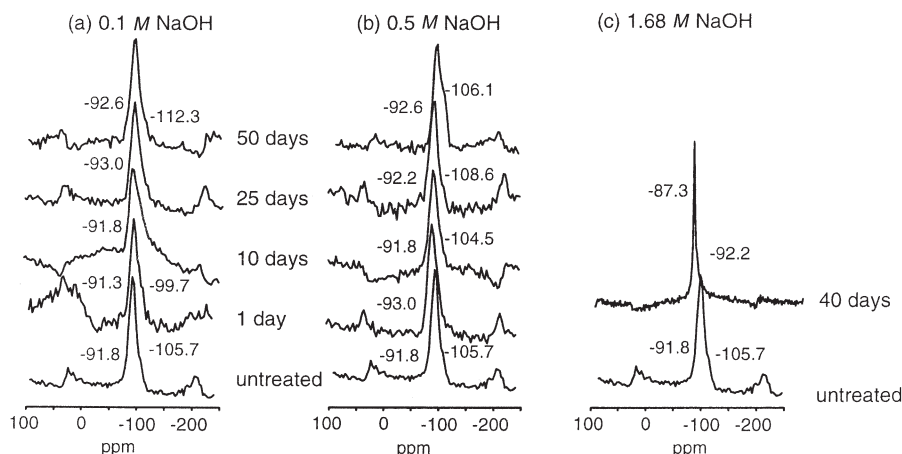 (a) 0.1 M NaOH
-92.6
-112.3
50 days
-93.0
25 days
-91.8
10 days
-91.3
-99.7
1 day
-91.8
-105.7
untreated
100 0 -100 -200
ppm
(b) 0.5 M NaOH
-106.1
-92.6
-92.2
-108.6
-91.8
-104.5
-93.0
-91.8
-105.7
100 0 -100 -200
ppm
(c) 1.68 M NaOH
-87.3
-92.2
40 days
-91.8
-105.7
untreated
100 0 -100 -200
ppm